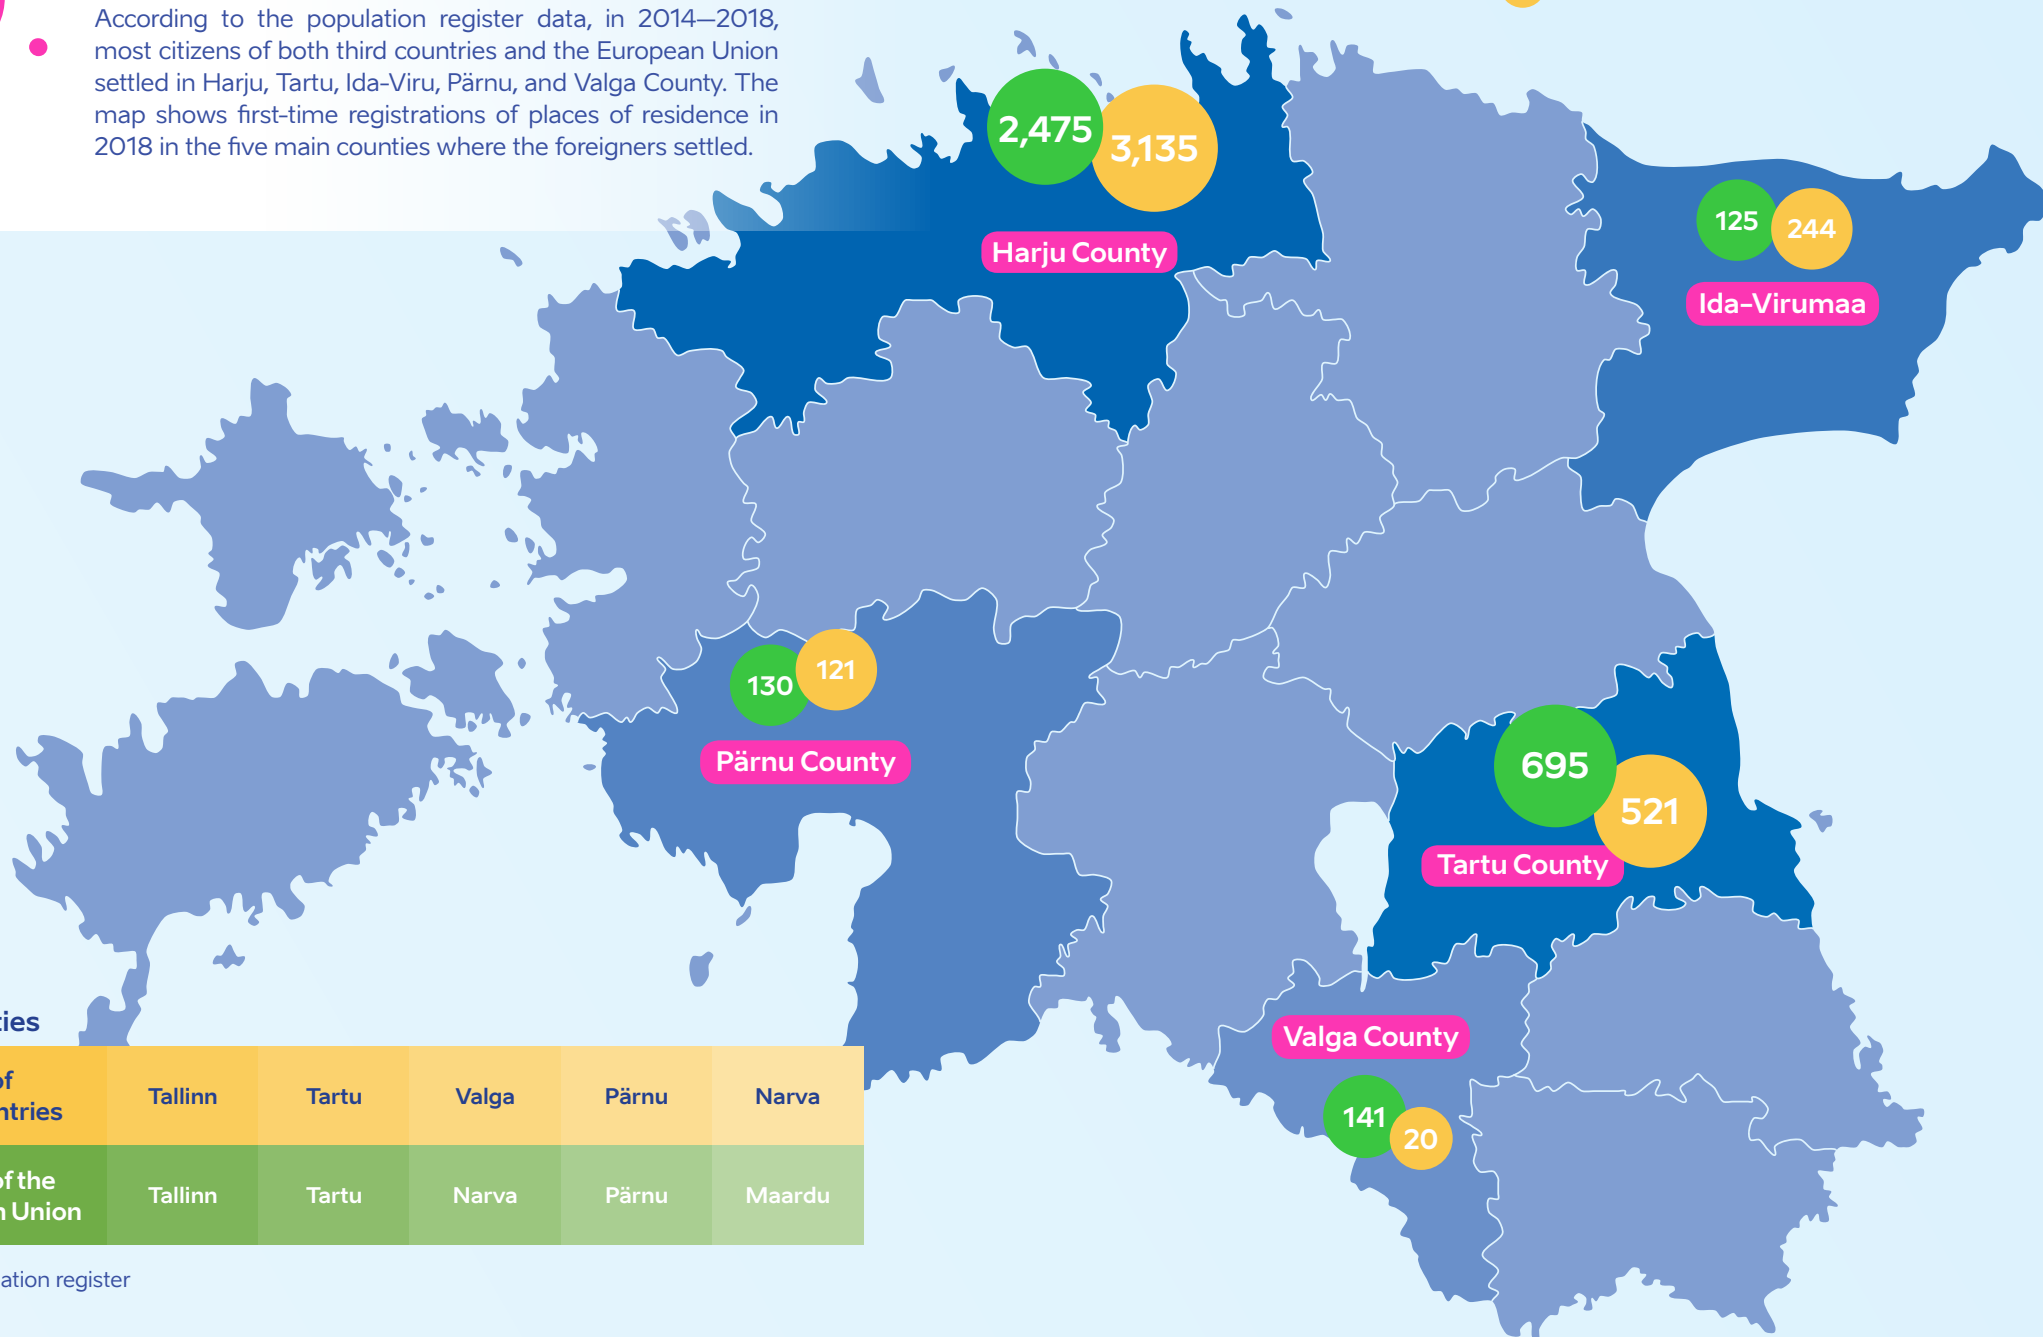 According to the population register data, in 2014—2018,
most citizens of both third countries and the European Union
settled in Harju, Tartu, Ida-Viru, Pärnu, and Valga County. The
map shows first-time registrations of places of residence in
2018 in the five main counties where the foreigners settled.
2,475
3,135
Harju County
125
244
Ida-Virumaa
130
121
Pärnu County
695
521
Tartu County
Valga County
141
20
ties
of
ntries
Tallinn
Tartu
Valga
Pärnu
Narva
of the
n Union
Tallinn
Tartu
Narva
Pärnu
Maardu
ation register